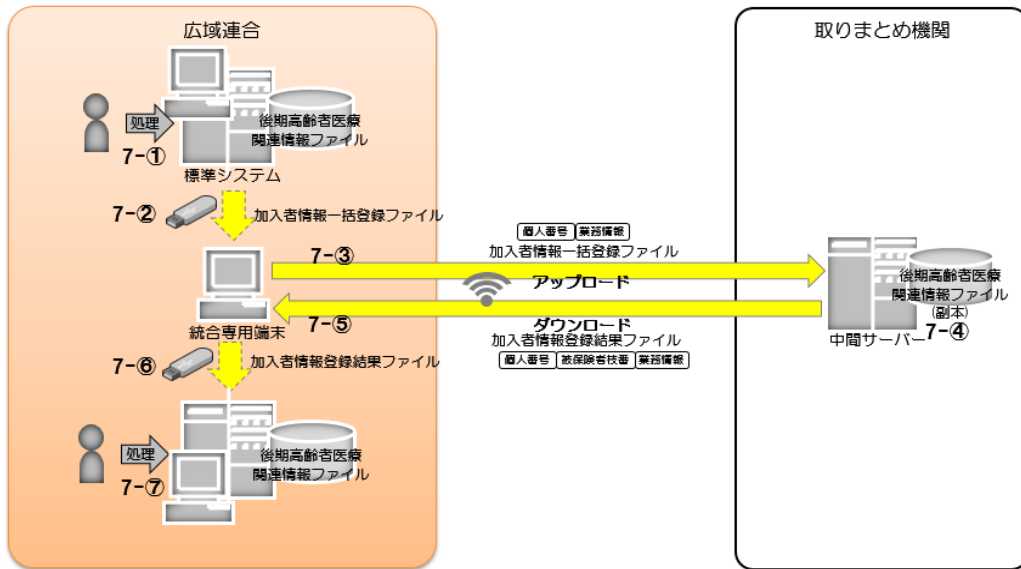 広域連合
取りまとめ機関
処理
7-①
後期高齢者医療
関連情報ファイル
標準システム
7-②
加入者情報一括登録ファイル
7-③
個人番号 業務情報
加入者情報一括登録ファイル
アップロード
後期高齢者医療
関連情報ファイル
(副本)
7-④
中間サーバー
統合専用端末
7-⑤
ダウンロード
加入者情報登録結果ファイル
個人番号 被保険者枝番 業務情報
7-⑥
加入者情報登録結果ファイル
処理
7-⑦
後期高齢者医療
関連情報ファイル